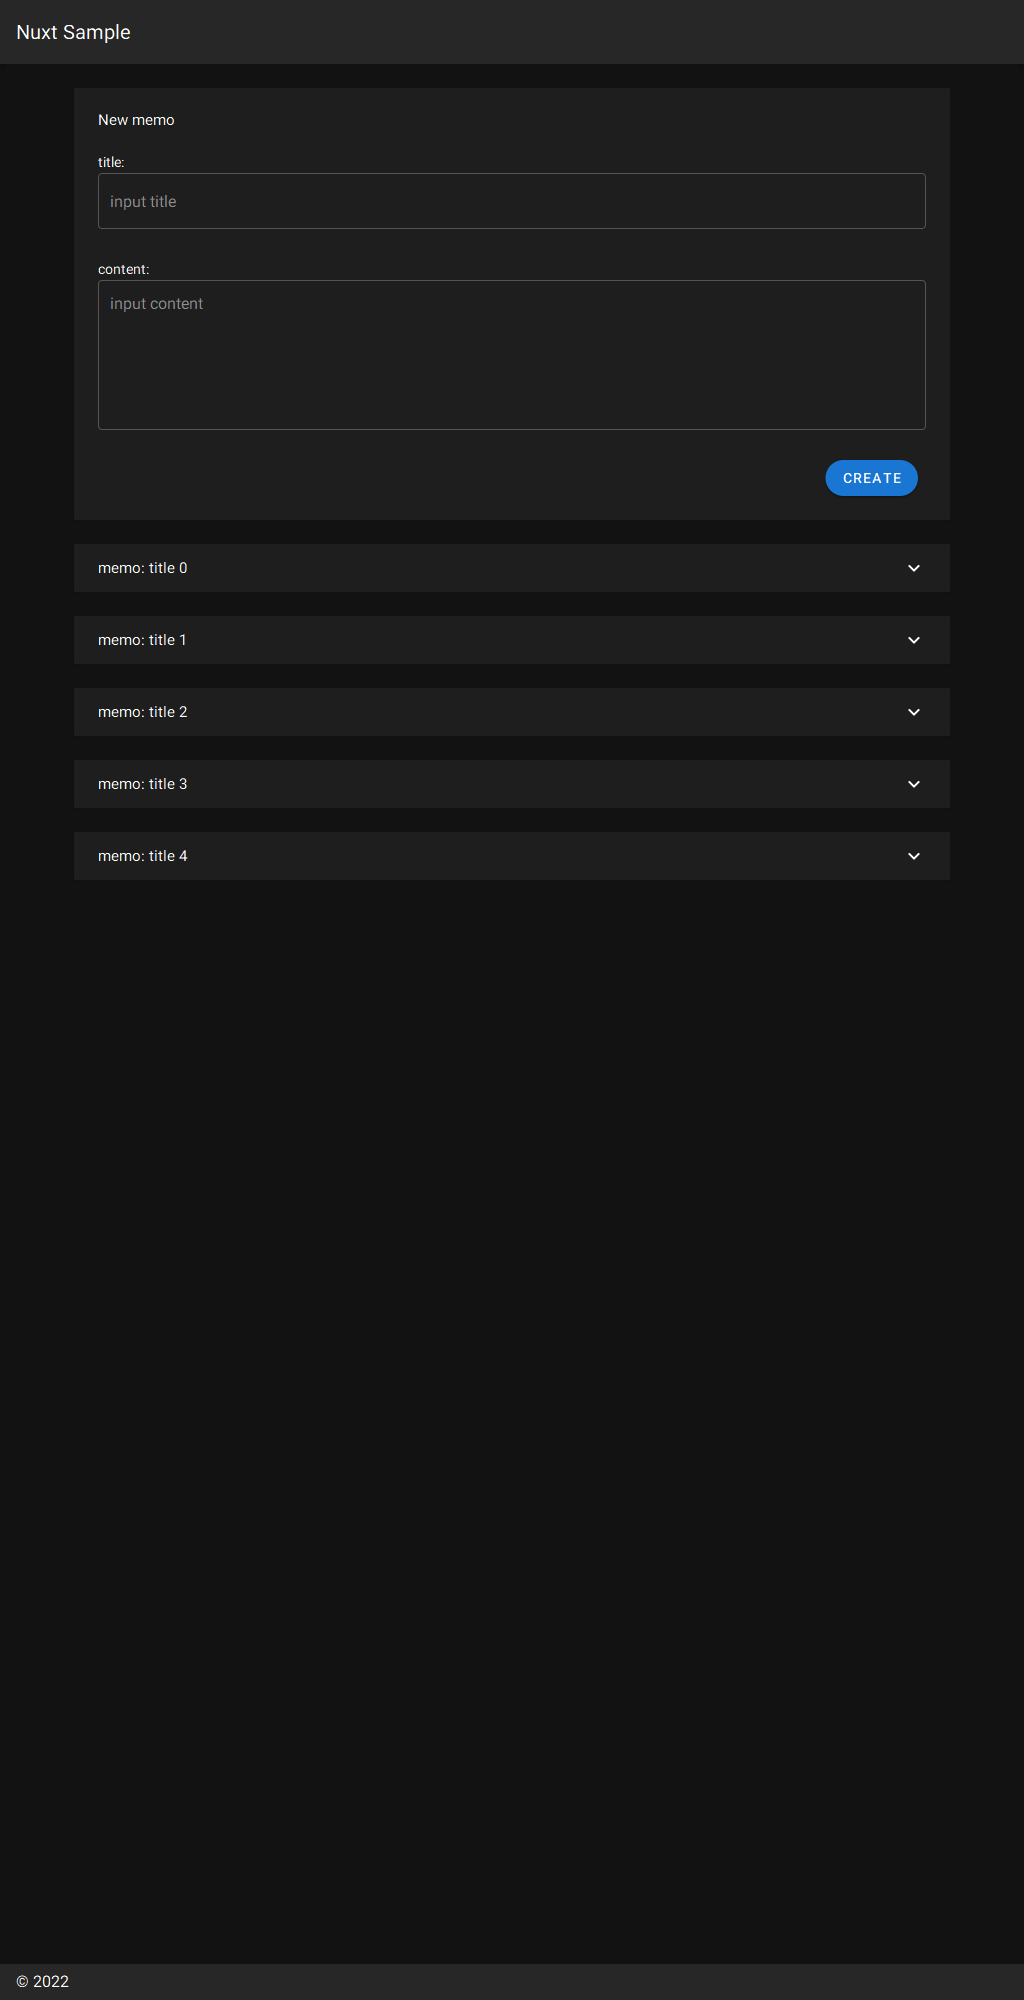 Nuxt Sample
New memo
title:
input title
content:
input content
CREATE
memo: title 0
memo: title 1
memo: title 2
memo: title 3
memo: title 4
© 2022